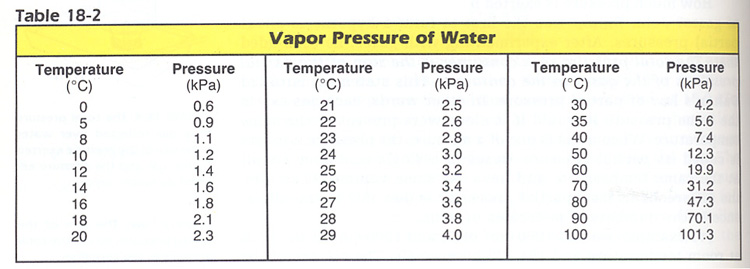 Table 18-2
Vapor Pressure of Water
Temperature Pressure Temperature Pressure Temperature Pressure
(°C) (kPa) (°C) (kPa) (°C) (kPa)
0 0.6 21 2.5 30 4.2
5 0.9 22 2.6 35 5.6
8 1.1 23 2.8 40 7.4
10 1.2 24 3.0 50 12.3
12 1.4 25 3.2 60 19.9
14 1.6 26 3.4 70 31.2
16 1.8 27 3.6 80 47.3
18 2.1 28 3.8 90 70.1
20 2.3 29 4.0 100 101.3